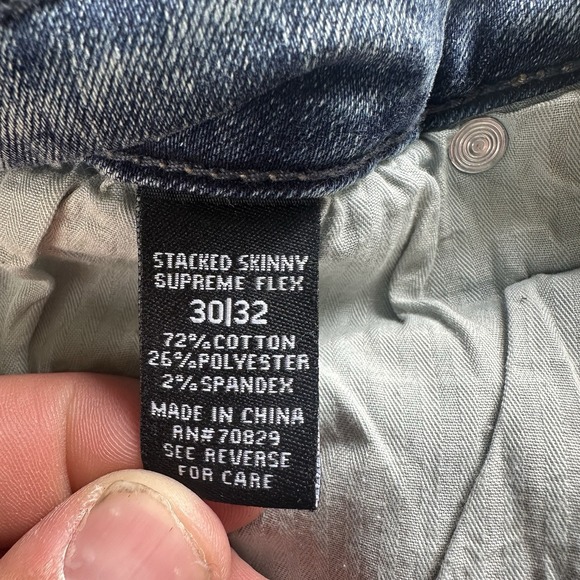 STACKED SKINNY
SUPREME FLEX
30|32
72%COTTON
26%POLYESTER
2%SPANDEX
MADE IN CHINA
RN#70829
SEE REVERSE
FOR CARE